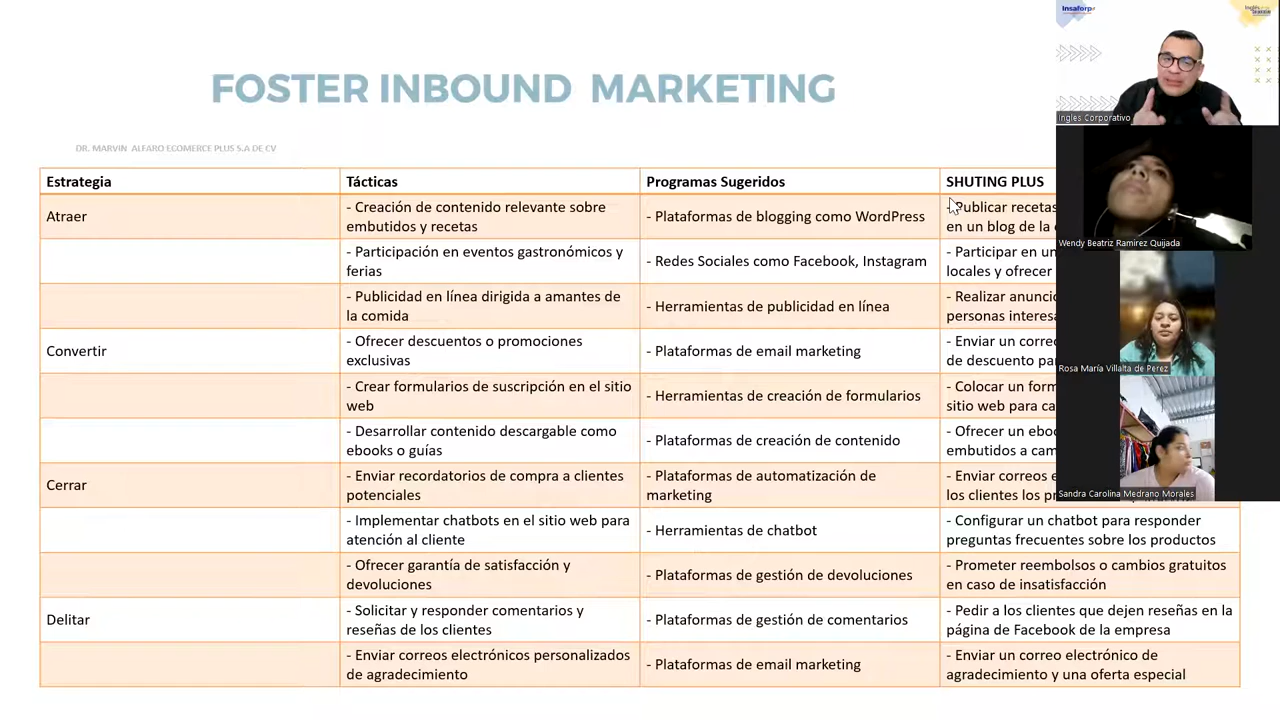 Insaforp
FOSTER INBOUND MARKETING
Ingles Corporativo
DR. MARVIN ALFARO ECOMERCE PLUS S.A DE CV
Estrategia
Tácticas
Programas Sugeridos
SHUTING PLUS
Atraer
- Creación de contenido relevante sobre
embutidos y recetas
- Plataformas de blogging como WordPress
- Publicar recetas
en un blog de la
- Participación en eventos gastronómicos y
ferias
- Redes Sociales como Facebook, Instagram
- Participar en
locales y ofrecer
Wendy Beatriz Ramirez Quijada
- Publicidad en línea dirigida a amantes de
la comida
- Herramientas de publicidad en línea
- Realizar
personas
Convertir
- Ofrecer descuentos o promociones
exclusivas
- Plataformas de email marketing
- Enviar un
de descuento
Rosa María Villalta de Perez
- Crear formularios de suscripción en el sitio
web
- Herramientas de creación de formularios
- Colocar un
sitio web para
- Desarrollar contenido descargable como
ebooks o guías
- Plataformas de creación de contenido
- Ofrecer un
embutidos a
Cerrar
- Enviar recordatorios de compra a clientes
potenciales
- Plataformas de automatización de
marketing
- Enviar correos
los clientes los
Sandra Carolina Medrano Morales
- Implementar chatbots en el sitio web para
atención al cliente
- Herramientas de chatbot
- Configurar un chatbot para responder
preguntas frecuentes sobre los productos
- Ofrecer garantía de satisfacción y
devoluciones
- Plataformas de gestión de devoluciones
- Prometer reembolsos o cambios gratuitos
en caso de insatisfacción
Delitar
- Solicitar y responder comentarios y
reseñas de los clientes
- Plataformas de gestión de comentarios
- Pedir a los clientes que dejen reseñas en la
página de Facebook de la empresa
- Enviar correos electrónicos personalizados
de agradecimiento
- Plataformas de email marketing
- Enviar un correo electrónico de
agradecimiento y una oferta especial